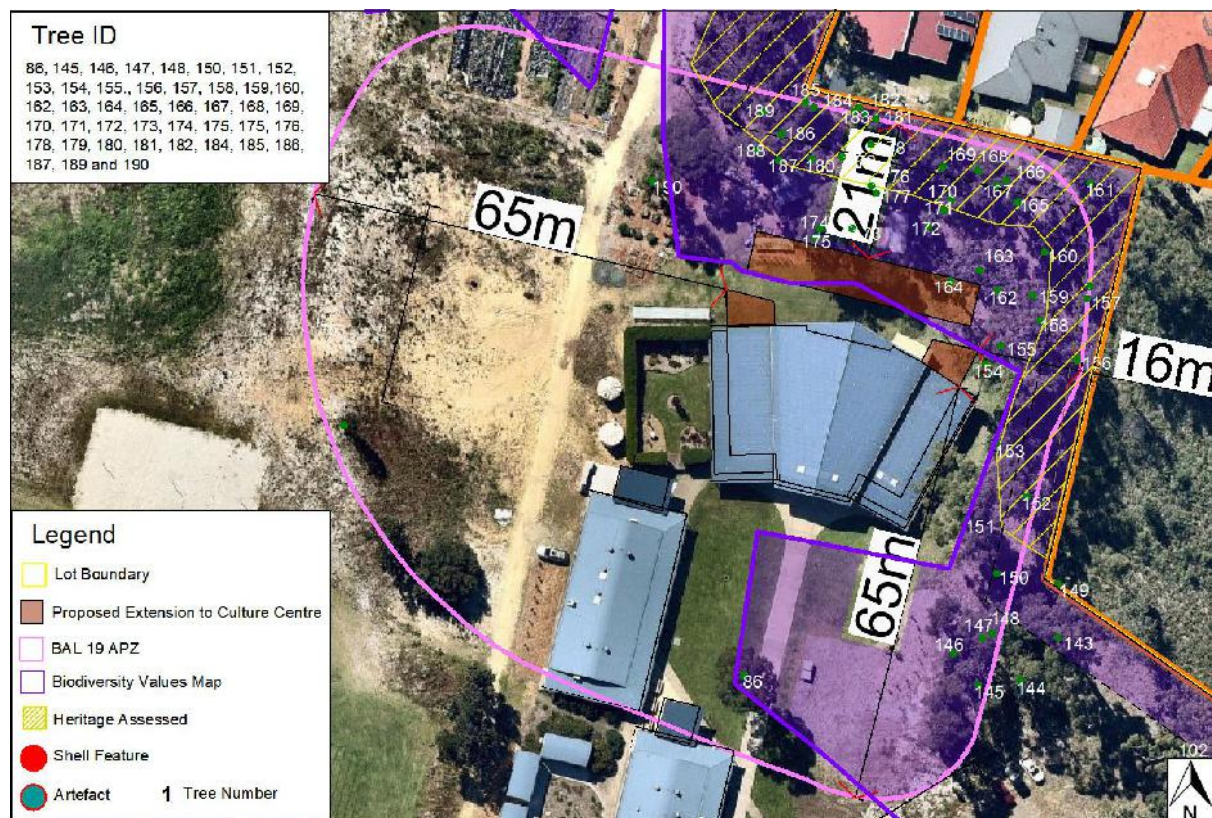 Tree ID
86, 145, 146, 147, 148, 150, 151, 152,
153, 154, 155., 156, 157, 158, 159,160,
162, 163, 164, 165, 166, 167, 168, 169,
170, 171, 172, 173, 174, 175, 175, 176,
178, 179, 180, 181, 182, 184, 185, 186,
187, 189 and 190
185
184
182
189
183
181
186
188
187
180
190
21m
76
177
169
168
166
167
161
170
171
165
65m
174
175
172
160
163
164
162
159
157
158
155
154
156
16m
153
152
151
150
149
65m
147
148
146
143
86
145
144
102
Legend
Lot Boundary
Proposed Extension to Culture Centre
BAL 19 APZ
Biodiversity Values Map
Heritage Assessed
Shell Feature
Artefact 1 Tree Number
N